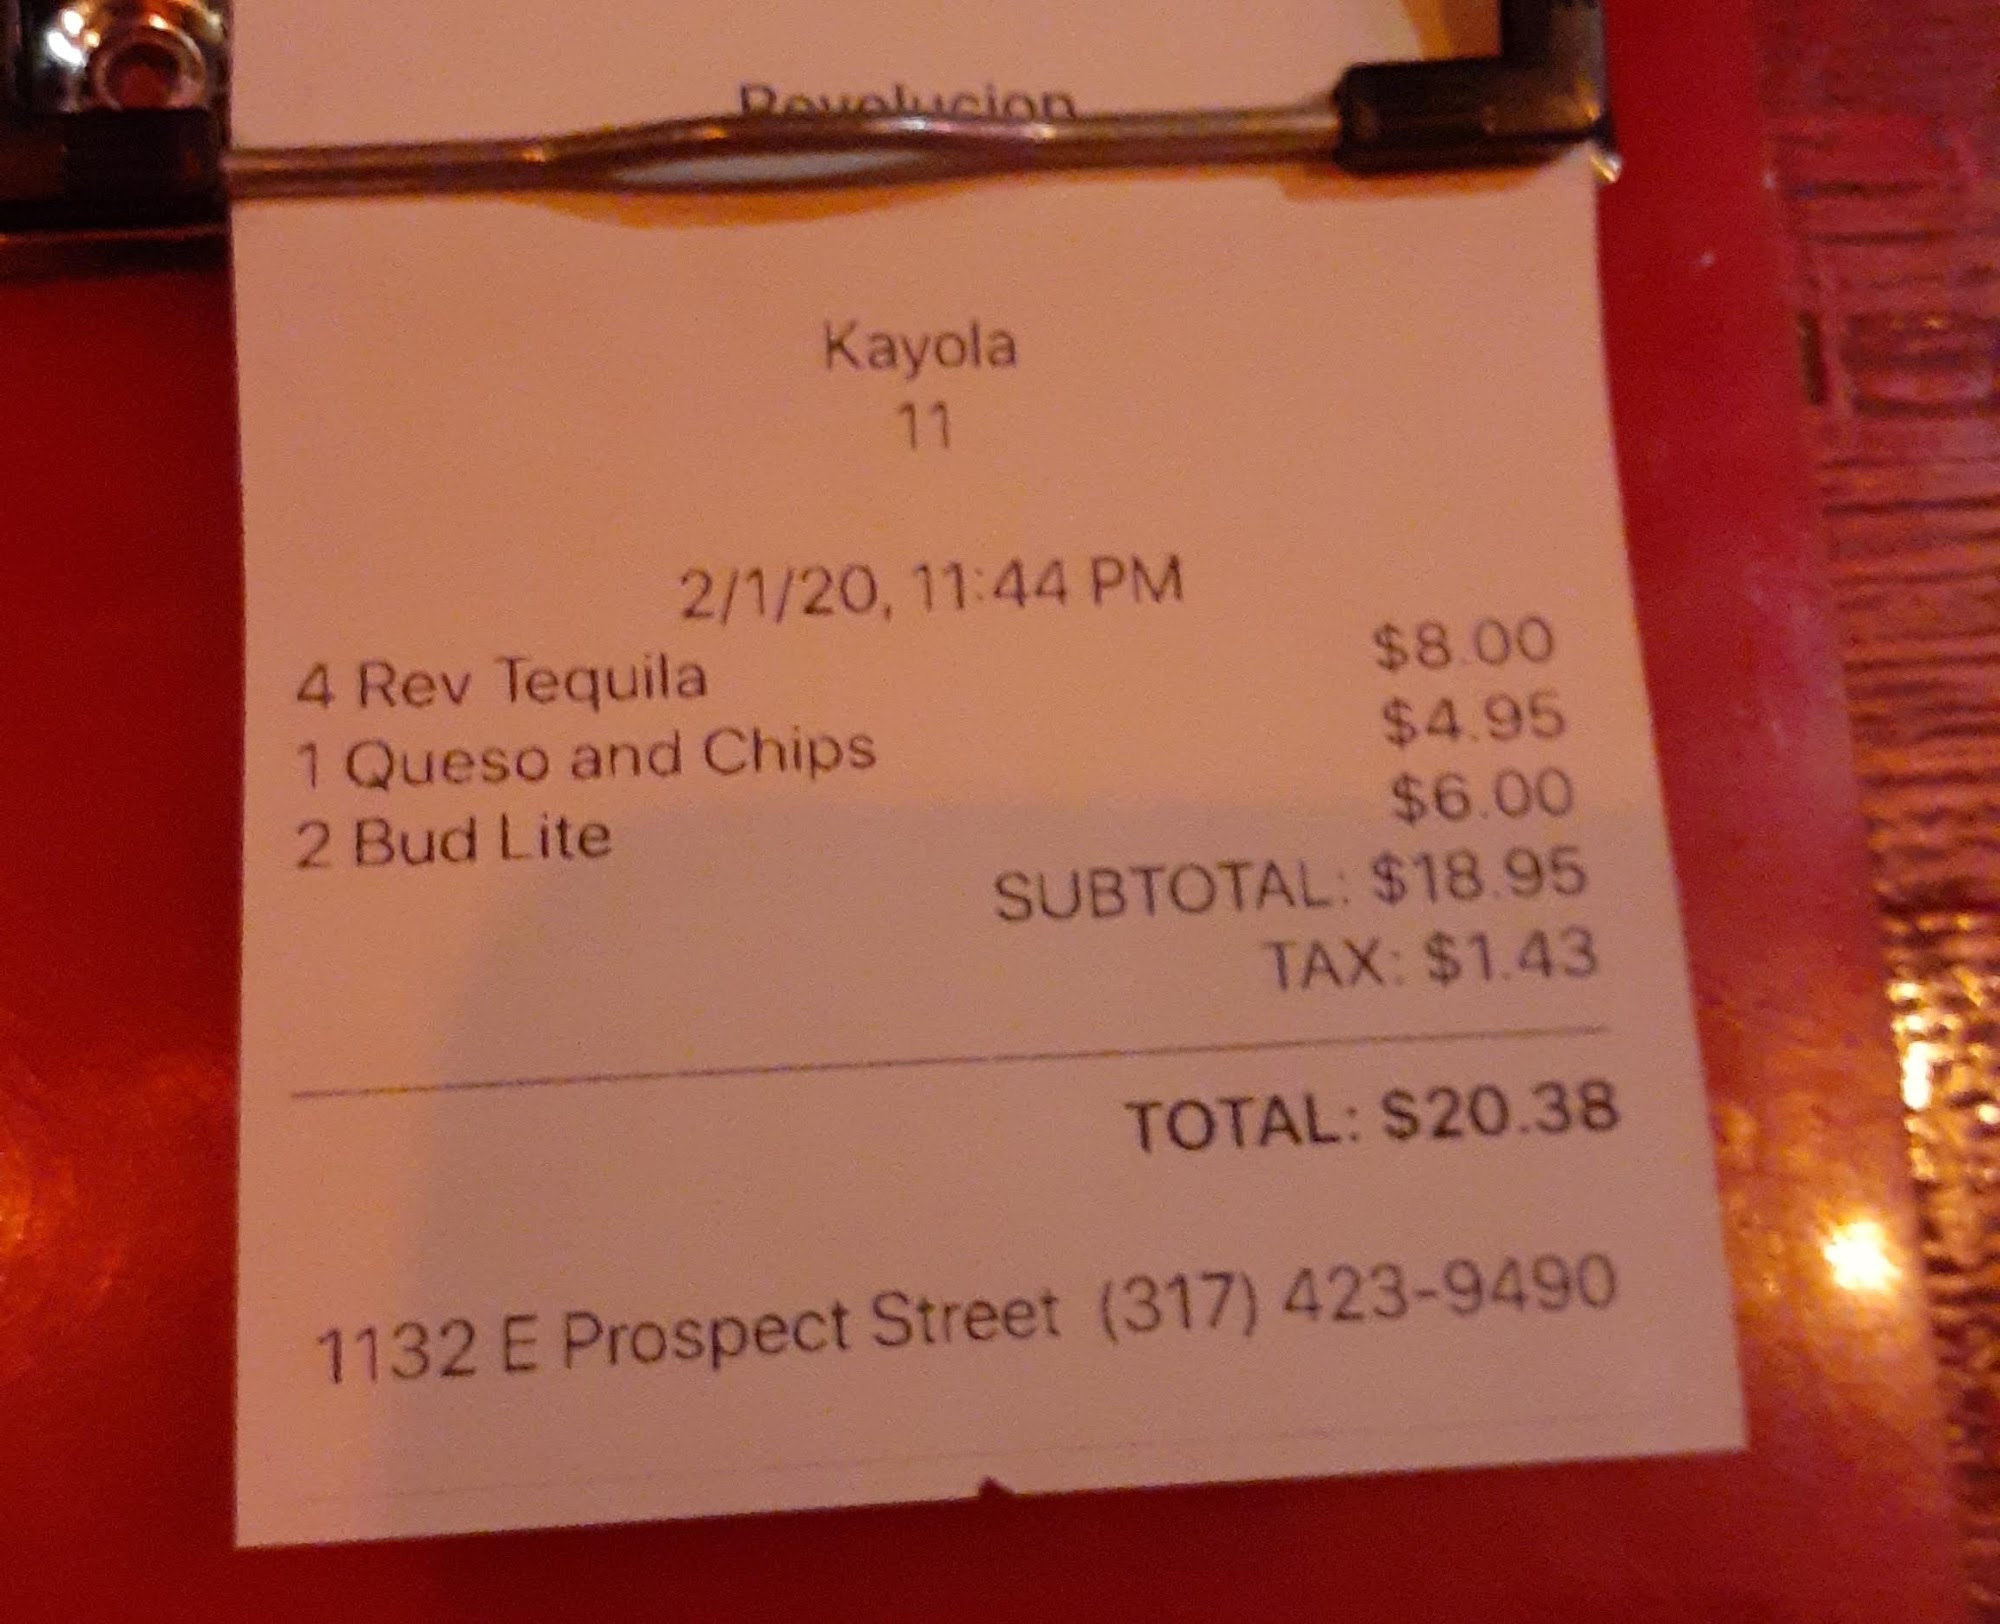 Revolucion
Kayola
11
2/1/20, 11:44 PM
4 Rev Tequila $8.00
1 Queso and Chips $4.95
2 Bud Lite $6.00
SUBTOTAL: $18.95
TAX: $1.43
TOTAL: $20.38
1132 E Prospect Street (317) 423-9490